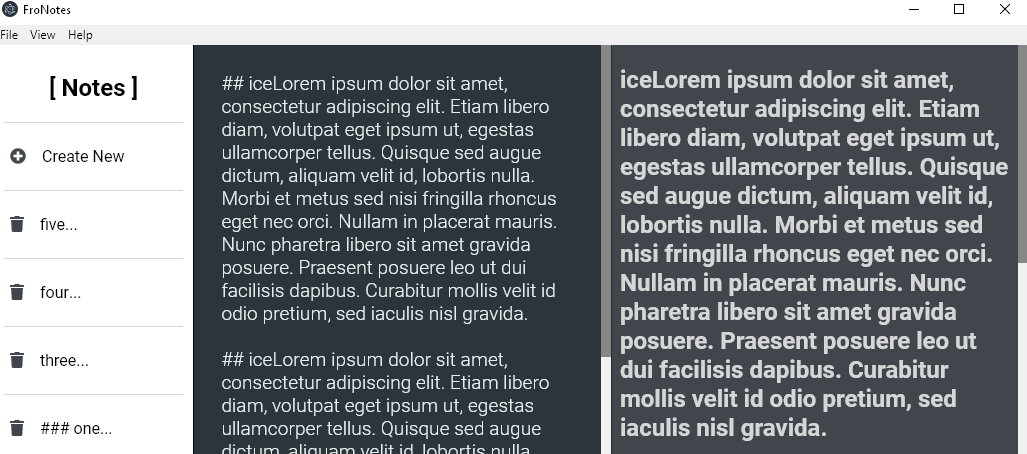 FroNotes
File View Help
[ Notes ]
Create New
five...
four...
three...
### one...
## iceLorem ipsum dolor sit amet,
consectetur adipiscing elit. Etiam libero
diam, volutpat eget ipsum ut, egestas
ullamcorper tellus. Quisque sed augue
dictum, aliquam velit id, lobortis nulla.
Morbi et metus sed nisi fringilla rhoncus
eget nec orci. Nullam in placerat mauris.
Nunc pharetra libero sit amet gravida
posuere. Praesent posuere leo ut dui
facilisis dapibus. Curabitur mollis velit id
odio pretium, sed iaculis nisl gravida.
## iceLorem ipsum dolor sit amet,
consectetur adipiscing elit. Etiam libero
diam, volutpat eget ipsum ut, egestas
ullamcorper tellus. Quisque sed augue
dictum, aliquam velit id, lobortis nulla.
iceLorem ipsum dolor sit amet,
consectetur adipiscing elit. Etiam
libero diam, volutpat eget ipsum ut,
egestas ullamcorper tellus. Quisque
sed augue dictum, aliquam velit id,
lobortis nulla. Morbi et metus sed
nisi fringilla rhoncus eget nec orci.
Nullam in placerat mauris. Nunc
pharetra libero sit amet gravida
posuere. Praesent posuere leo ut
dui facilisis dapibus. Curabitur
mollis velit id odio pretium, sed
iaculis nisl gravida.